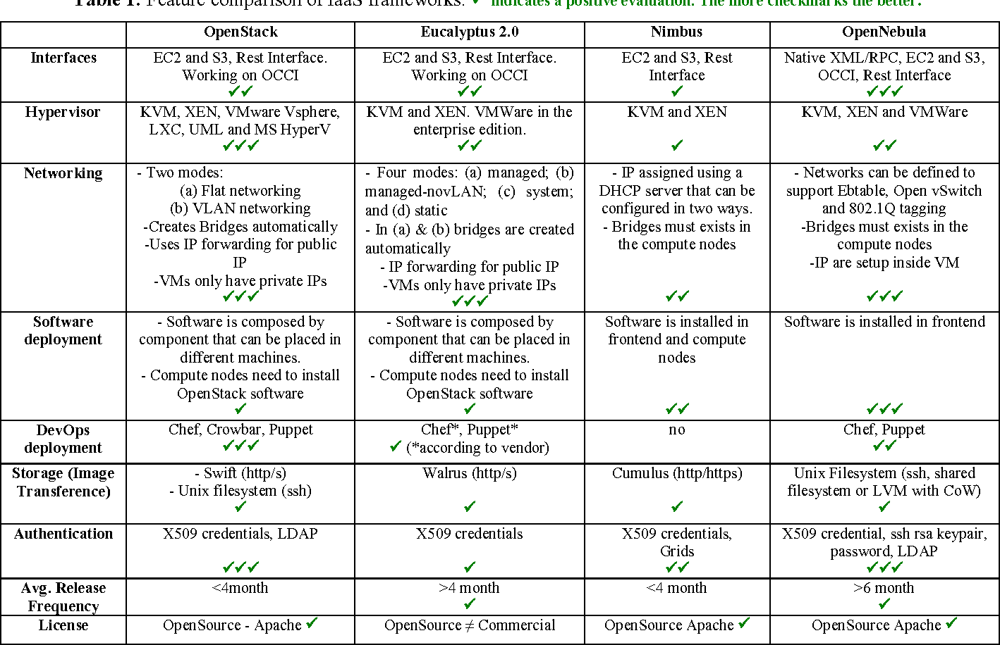 Table 1. Feature comparison of IaaS frameworks. ✔ indicates a positive evaluation. The more checkmarks the better.
OpenStack
Eucalyptus 2.0
Nimbus
OpenNebula
Interfaces
EC2 and S3, Rest Interface.
Working on OCCI
✔✔
EC2 and S3, Rest Interface.
Working on OCCI
✔✔
EC2 and S3, Rest
Interface
✔
Native XML/RPC, EC2 and S3,
OCCI, Rest Interface
✔✔✔
Hypervisor
KVM, XEN, VMware Vsphere,
LXC, UML and MS HyperV
✔✔✔
KVM and XEN. VMWare in the
enterprise edition.
✔✔
KVM and XEN
✔
KVM, XEN and VMWare
✔✔
Networking
- Two modes:
(a) Flat networking
(b) VLAN networking
-Creates Bridges automatically
-Uses IP forwarding for public
IP
-VMs only have private IPs
✔✔✔
- Four modes: (a) managed; (b)
managed-novLAN; (c) system;
and (d) static
- In (a) & (b) bridges are created
automatically
- IP forwarding for public IP
-VMs only have private IPs
✔✔✔
- IP assigned using a
DHCP server that can be
configured in two ways.
- Bridges must exists in
the compute nodes
✔✔
- Networks can be defined to
support Ebtable, Open vSwitch
and 802.1Q tagging
-Bridges must exists in the
compute nodes
-IP are setup inside VM
✔✔✔
Software
deployment
- Software is composed by
component that can be placed in
different machines.
- Compute nodes need to install
OpenStack software
✔
- Software is composed by
component that can be placed in
different machines.
- Compute nodes need to install
OpenStack software
✔
Software is installed in
frontend and compute
nodes
✔✔
Software is installed in frontend
✔✔✔
DevOps
deployment
Chef, Crowbar, Puppet
✔✔✔
Chef*, Puppet*
✔ (*according to vendor)
no
Chef, Puppet
✔✔
Storage (Image
Transference)
- Swift (http/s)
- Unix filesystem (ssh)
✔
Walrus (http/s)
✔
Cumulus (http/https)
✔
Unix Filesystem (ssh, shared
filesystem or LVM with CoW)
✔
Authentication
X509 credentials, LDAP
✔✔✔
X509 credentials
✔
X509 credentials,
Grids
✔✔
X509 credential, ssh rsa keypair,
password, LDAP
✔✔✔
Avg. Release
Frequency
<4month
>4 month
✔
<4 month
>6 month
✔
License
OpenSource - Apache ✔
OpenSource ≠ Commercial
OpenSource Apache ✔
OpenSource Apache ✔